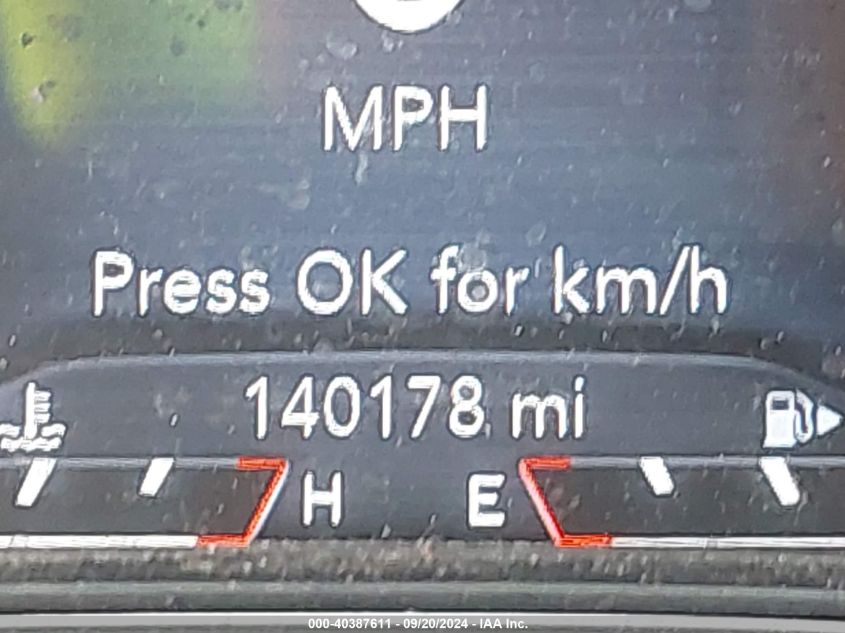 MPH
Press OK for km/h
140178 mi
H E
000-40387611 - 09/20/2024 - IAA Inc.